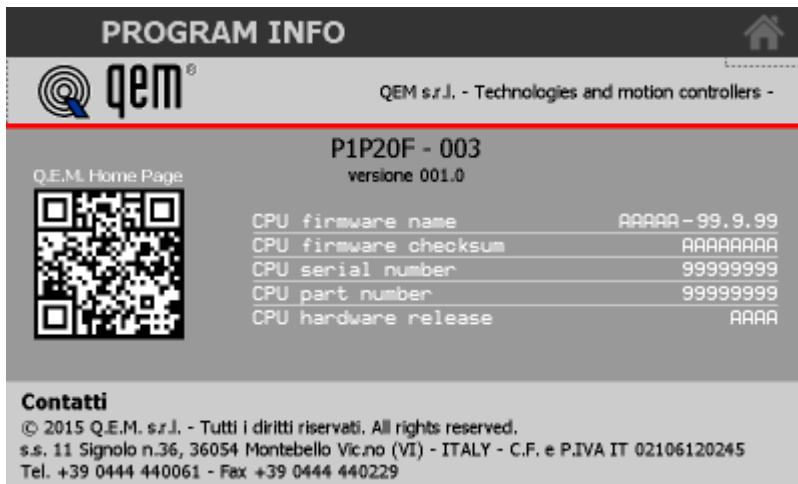 PROGRAM INFO
qem®
QEM s.r.l. - Technologies and motion controllers -
P1P20F - 003
versione 001.0
Q.E.M. Home Page
CPU firmware name AAAAA-99.9.99
CPU firmware checksum AAAAAAAA
CPU serial number 99999999
CPU part number 99999999
CPU hardware release AAAA
Contatti
© 2015 Q.E.M. s.r.l. - Tutti i diritti riservati. All rights reserved.
s.s. 11 Signolo n.36, 36054 Montebello Vic.no (VI) - ITALY - C.F. e P.IVA IT 02106120245
Tel. +39 0444 440061 - Fax +39 0444 440229